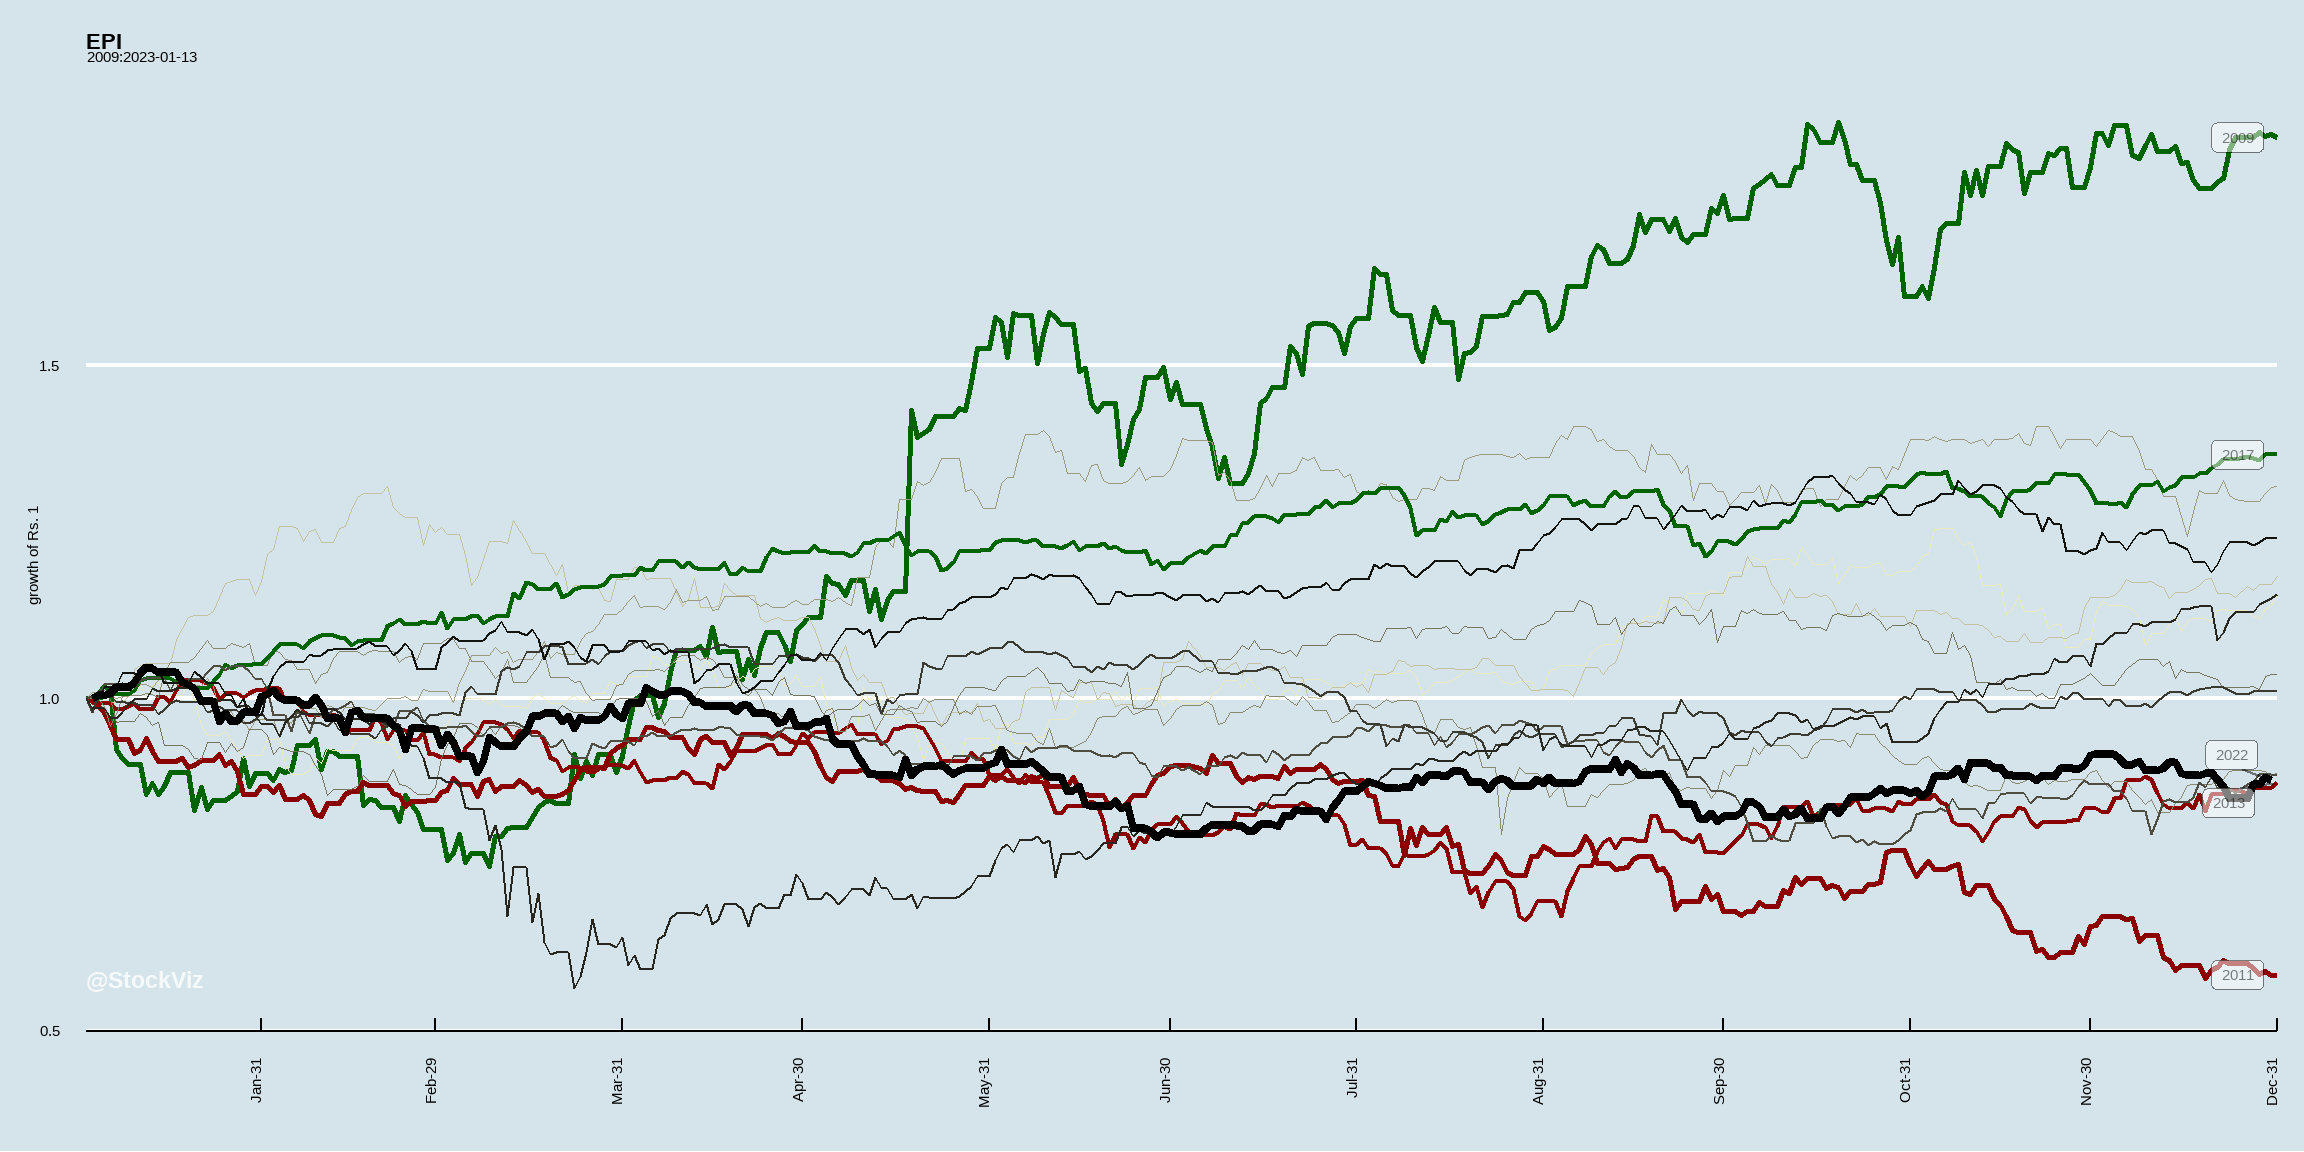 EPI
2009:2023-01-13
growth of Rs. 1
1.5
1.0
0.5
2009
2017
2022
2013
2011
@StockViz
Jan-31
Feb-29
Mar-31
Apr-30
May-31
Jun-30
Jul-31
Aug-31
Sep-30
Oct-31
Nov-30
Dec-31